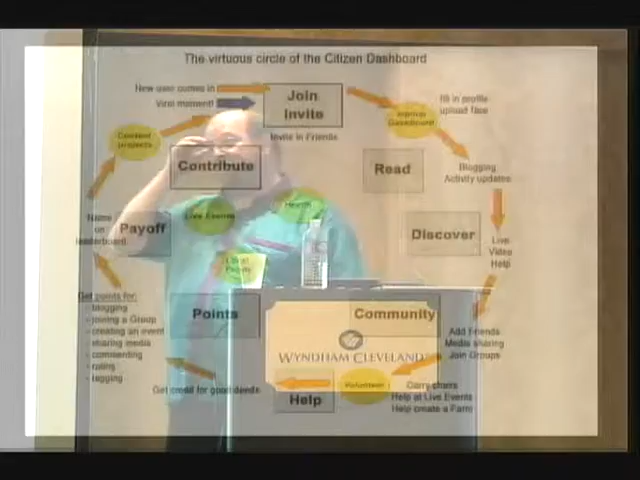 The virtuous circle of the Citizen Dashboard
New user comes in
Viral moment!
Join
Invite
Invite in Friends
fill in profile
upload face
Contribute
Read
Blogging
Activity updates
Live Events
Health
Name
on
leaderboard
Payoff
Discover
Live
Video
Help
Get points for:
- blogging
- joining a Group
- creating an event
- sharing media
- commenting
- rating
- tagging
Points
Community
WYNDHAM CLEVELAND
Add Friends
Media sharing
Join Groups
Get credit for good deeds
Help
Volunteer
Carry chairs
Help at Live Events
Help create a Farm